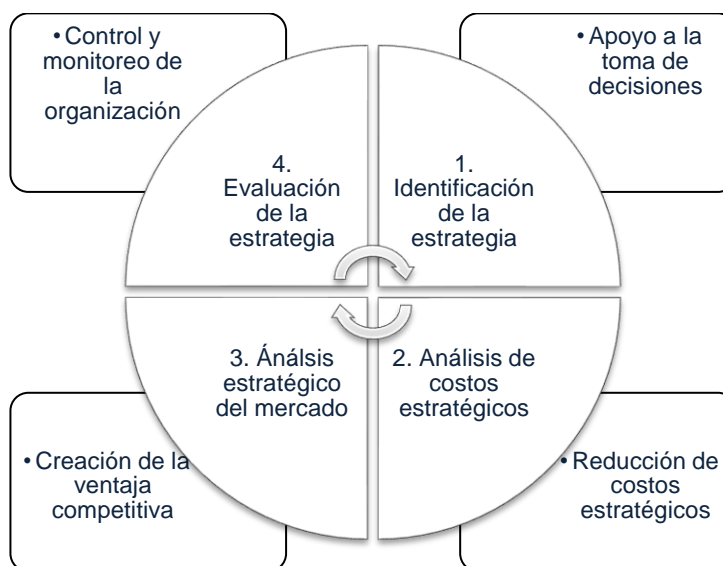 • Control y
monitoreo de
la
organización
• Apoyo a la
toma de
decisiones
4.
Evaluación
de la
estrategia
1.
Identificación
de la
estrategia
3. Ánálsis
estratégico
del mercado
2. Análisis de
costos
estratégicos
• Creación de la
ventaja
competitiva
• Reducción de
costos
estratégicos